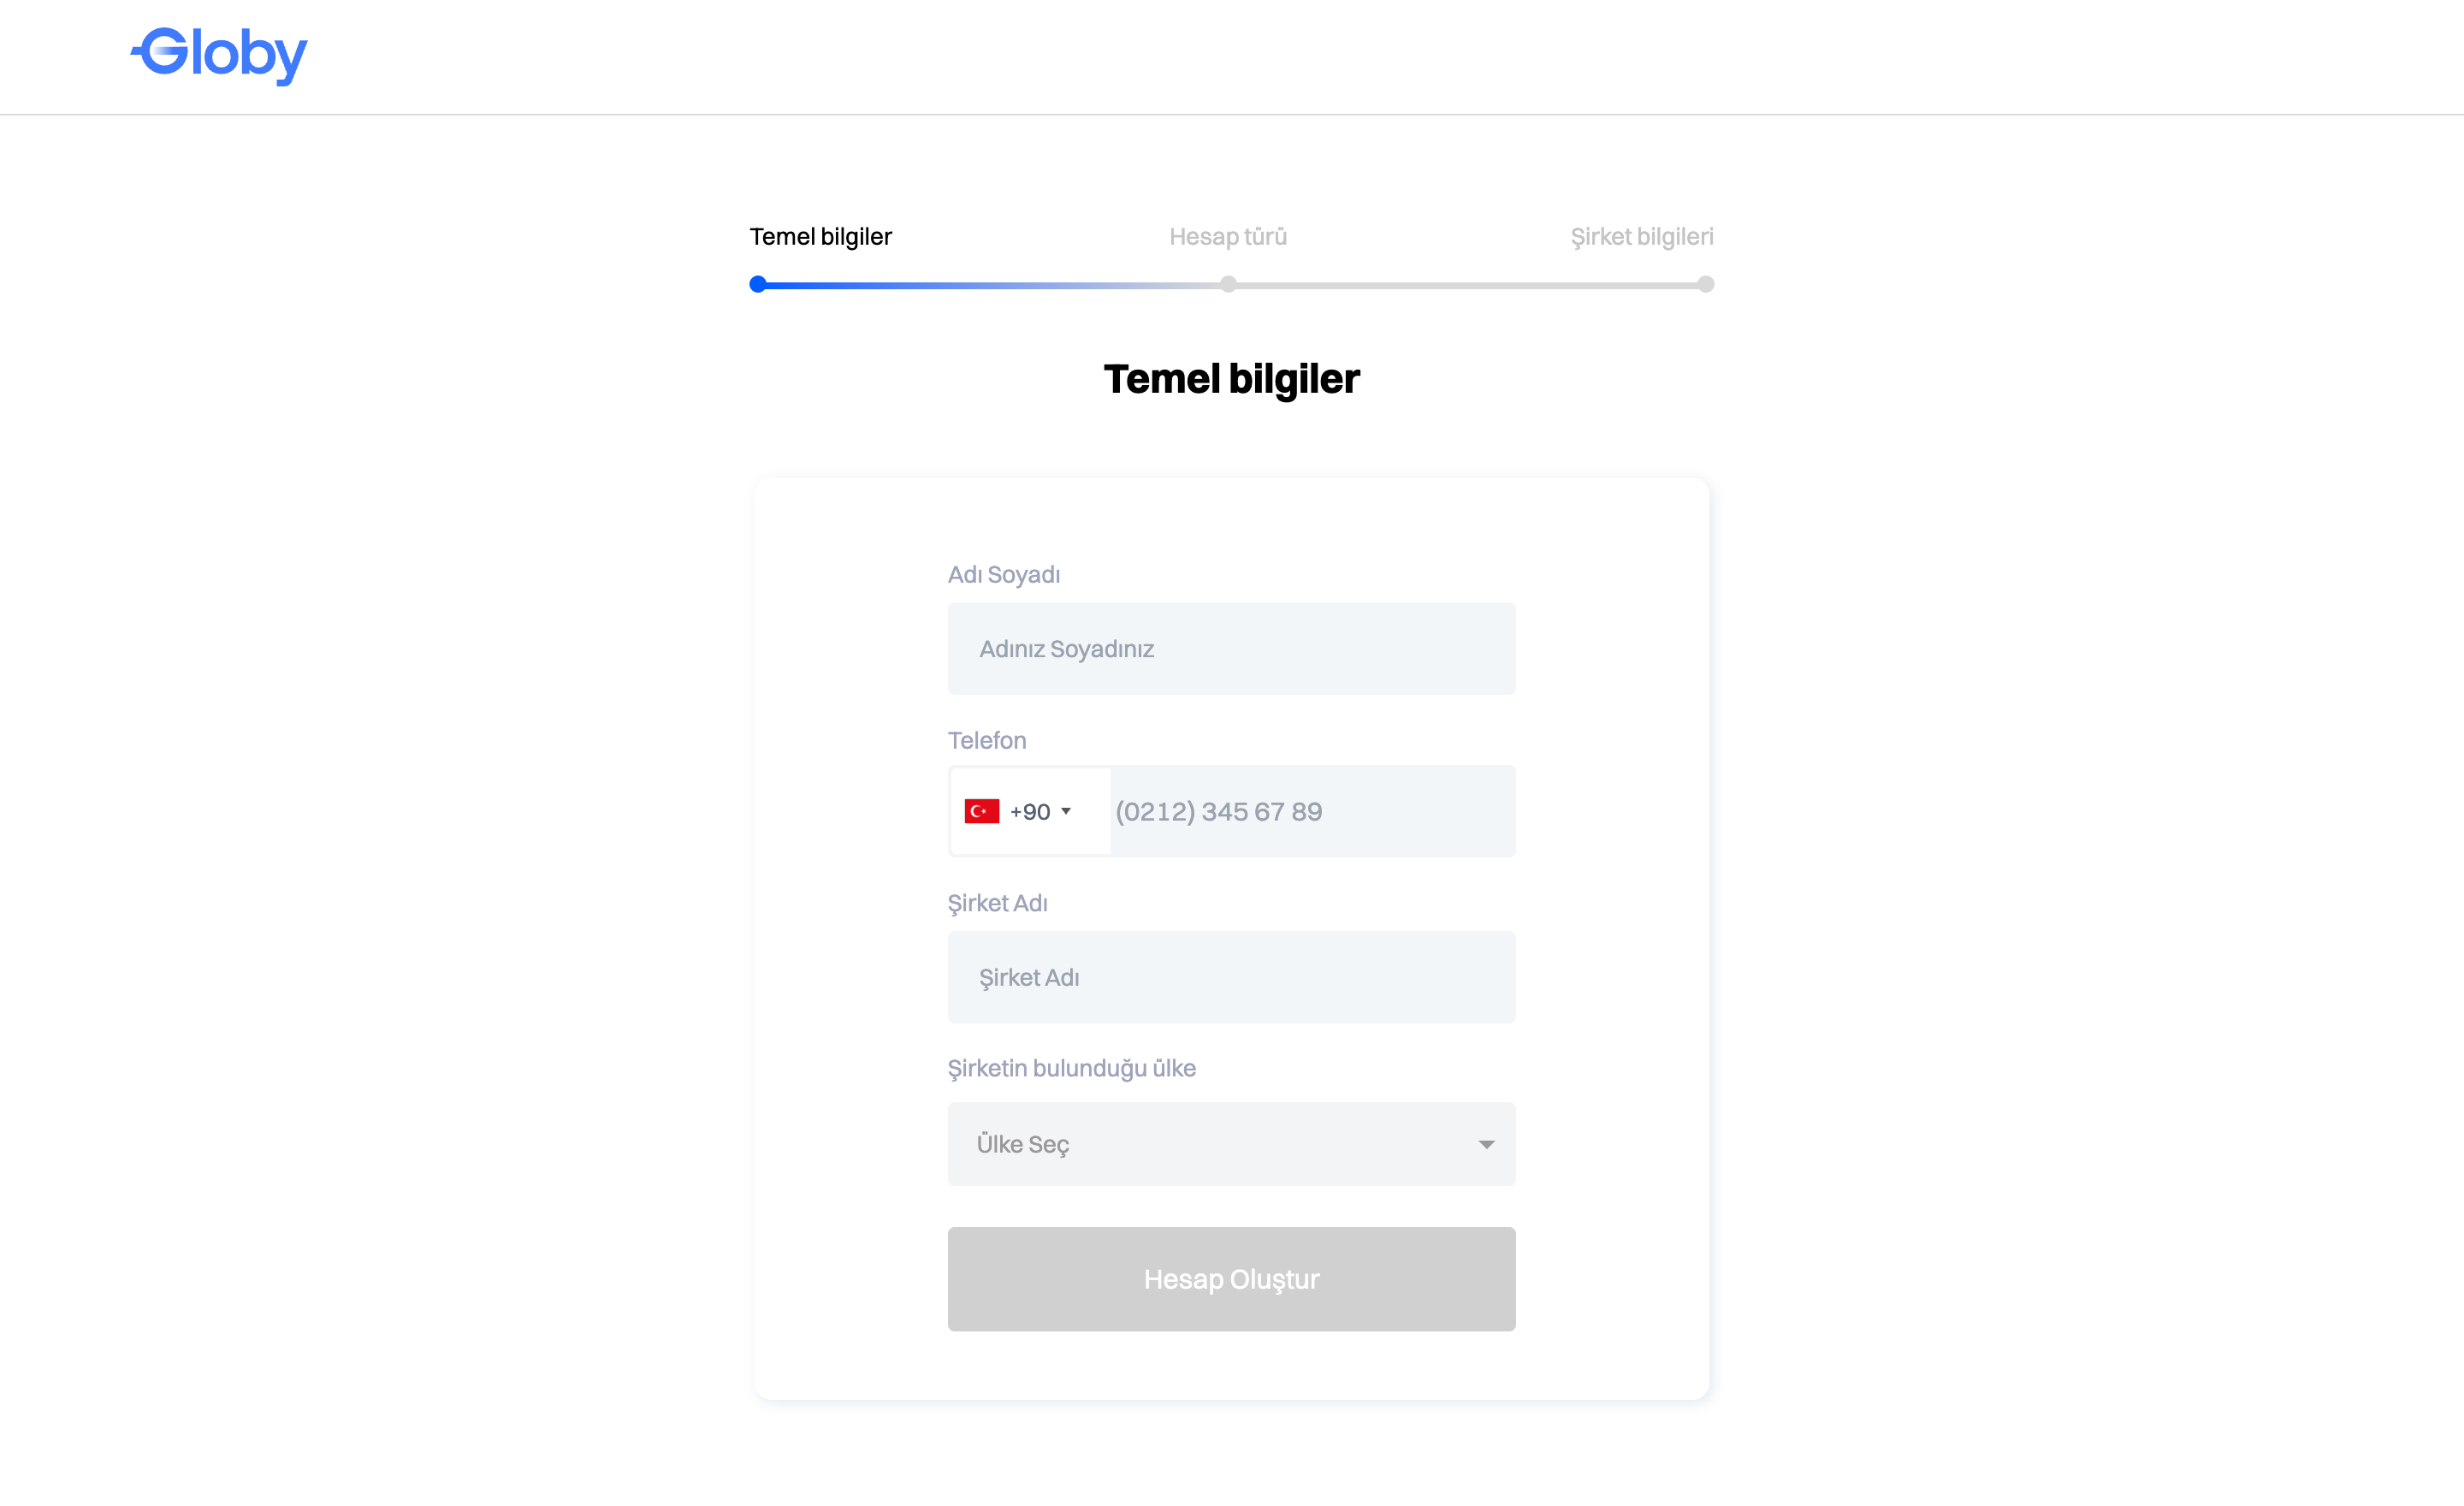 Globy
Temel bilgiler
Hesap türü
Şirket bilgileri
Temel bilgiler
Adı Soyadı
Adınız Soyadınız
Telefon
+90 (0212) 345 67 89
Şirket Adı
Şirket Adı
Şirketin bulunduğu ülke
Ülke Seç
Hesap Oluştur